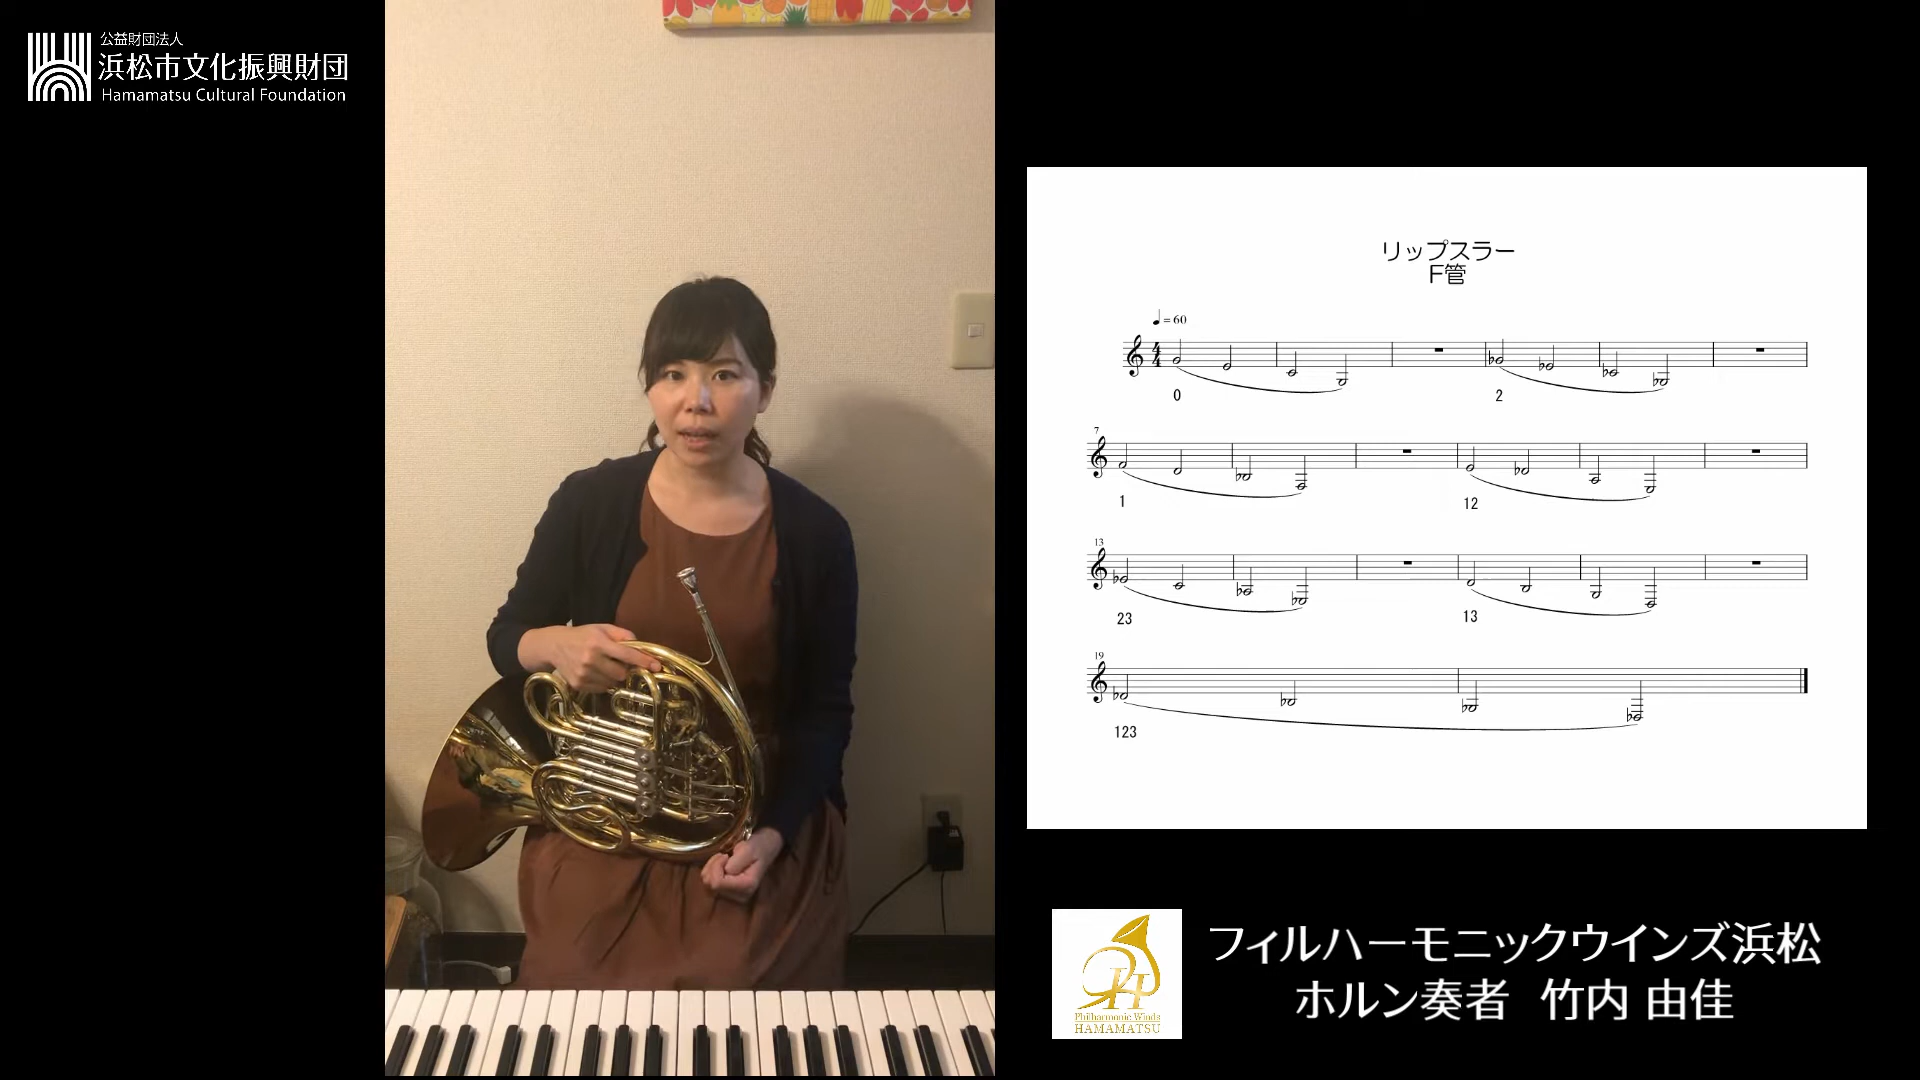 公益財団法人
浜松市文化振興財団
Hamamatsu Cultural Foundation
リップスラー
F管
= 60
4
4
0
2
7
1
12
13
23
13
19
123
Philharmonic Winds
HAMAMATSU
フィルハーモニックウインズ浜松
ホルン奏者 竹内 由佳